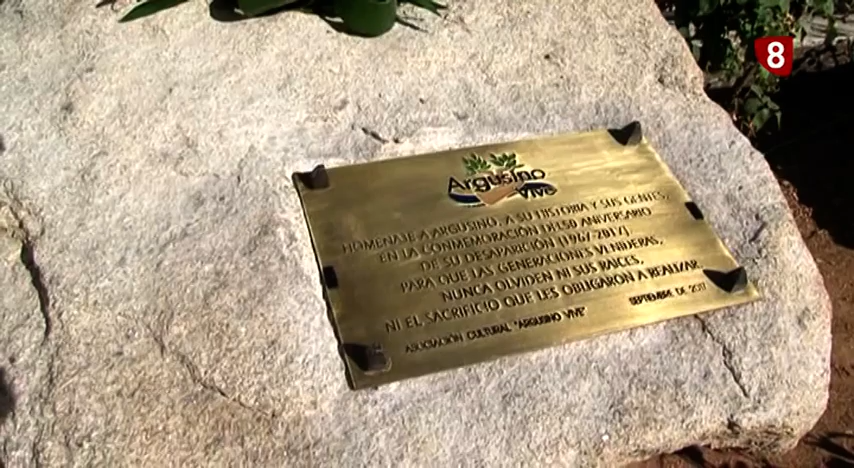 8
Argusino
Vive
HOMENAJE A ARGUSINO, A SU HISTORIA Y SUS GENTES,
EN LA CONMEMORACIÓN DEL 50 ANIVERSARIO
DE SU DESAPARICIÓN (1967-2017)
PARA QUE LAS GENERACIONES VENIDERAS,
NUNCA OLVIDEN NI SUS RAÍCES,
NI EL SACRIFICIO QUE LES OBLIGARON A REALIZAR.
ASOCIACIÓN CULTURAL "ARGUSINO VIVE" SEPTIEMBRE DE 2017